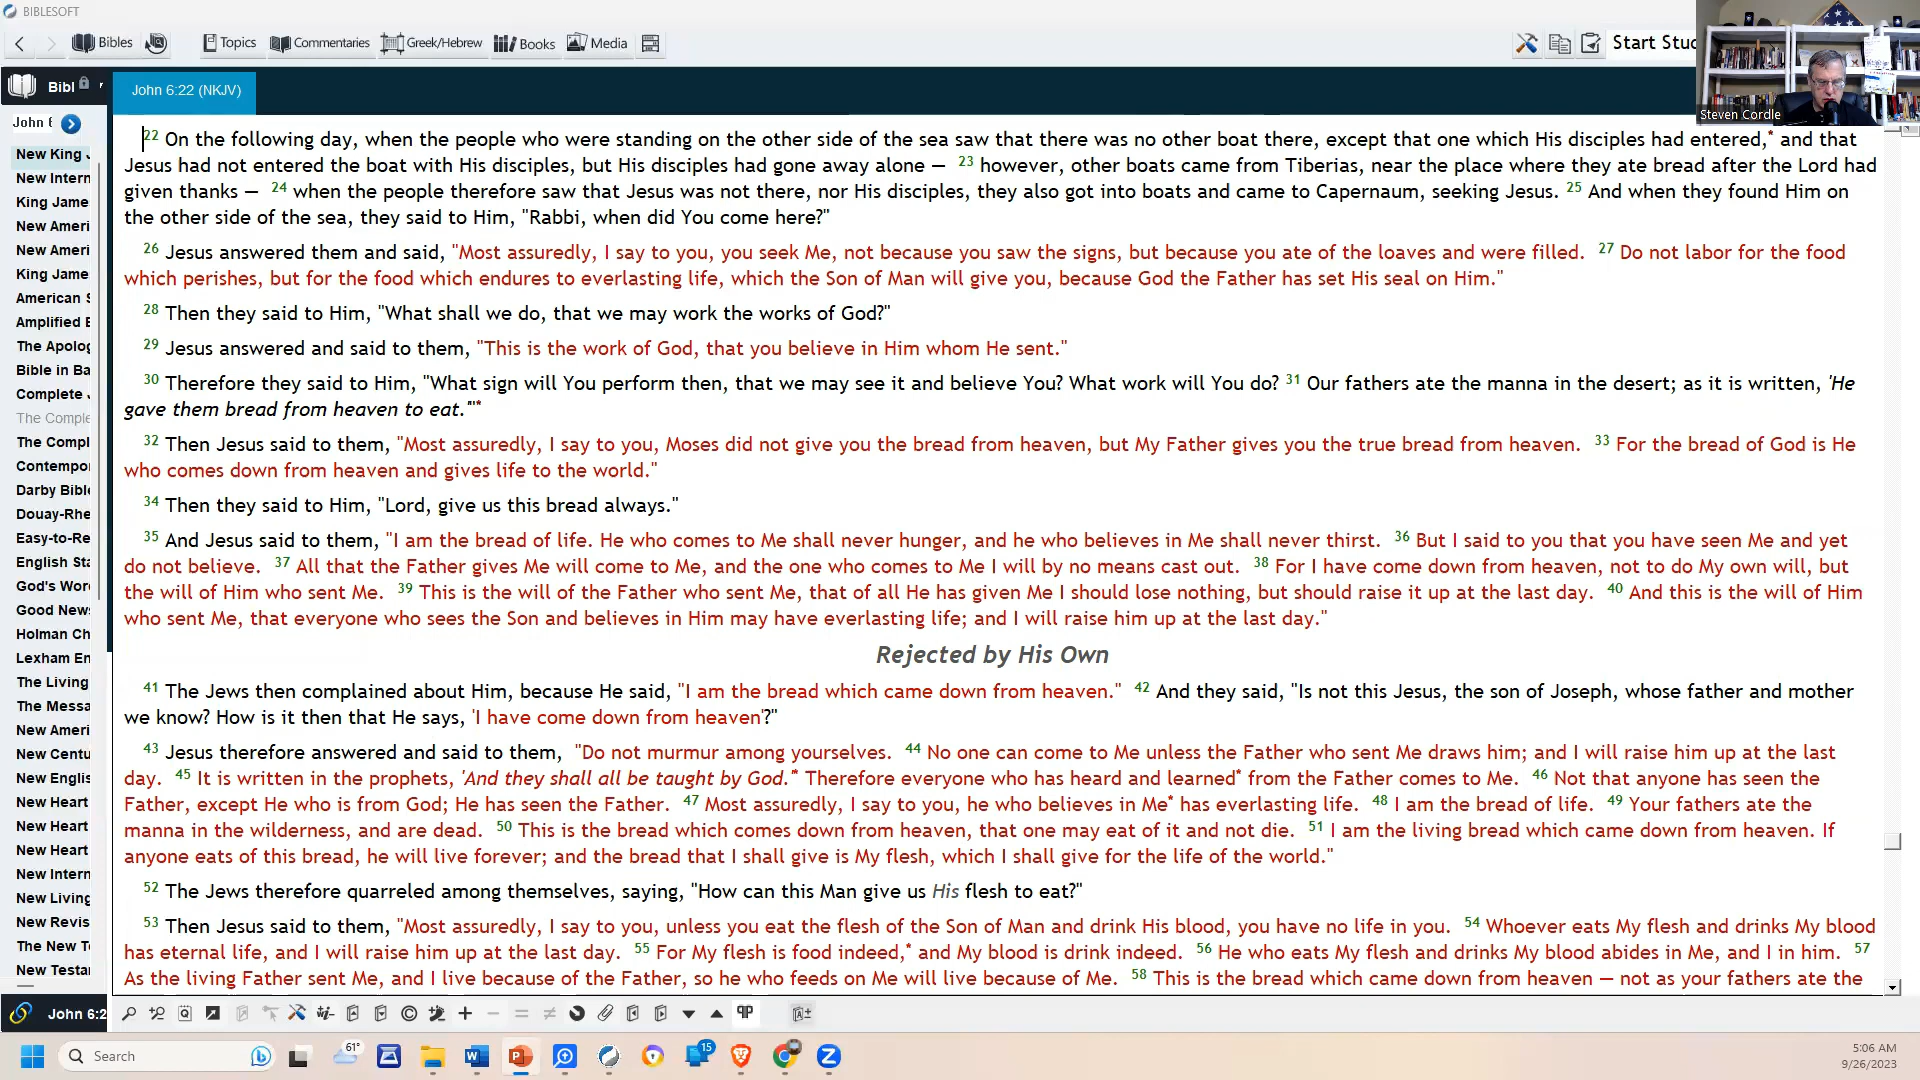 BIBLESOFT
Bibles Topics Commentaries Greek/Hebrew Books Media Start Stud
Steven Cordle
Bibl
John 6:22 (NKJV)
John 6
New King J
New Intern
King Jame
New Ameri
New Ameri
King Jame
American S
Amplified B
The Apolog
Bible in Ba
Complete J
The Comple
The Compl
Contempor
Darby Bible
Douay-Rhe
Easy-to-Re
English Sta
God's Word
Good News
Holman Ch
Lexham En
The Living
The Messa
New Ameri
New Centu
New Englis
New Heart
New Heart
New Heart
New Intern
New Living
New Revis
The New T
New Testar
22 On the following day, when the people who were standing on the other side of the sea saw that there was no other boat there, except that one which His disciples had entered,* and that
Jesus had not entered the boat with His disciples, but His disciples had gone away alone — 23 however, other boats came from Tiberias, near the place where they ate bread after the Lord had
given thanks — 24 when the people therefore saw that Jesus was not there, nor His disciples, they also got into boats and came to Capernaum, seeking Jesus. 25 And when they found Him on
the other side of the sea, they said to Him, "Rabbi, when did You come here?"
26 Jesus answered them and said, "Most assuredly, I say to you, you seek Me, not because you saw the signs, but because you ate of the loaves and were filled. 27 Do not labor for the food
which perishes, but for the food which endures to everlasting life, which the Son of Man will give you, because God the Father has set His seal on Him."
28 Then they said to Him, "What shall we do, that we may work the works of God?"
29 Jesus answered and said to them, "This is the work of God, that you believe in Him whom He sent."
30 Therefore they said to Him, "What sign will You perform then, that we may see it and believe You? What work will You do? 31 Our fathers ate the manna in the desert; as it is written, 'He
gave them bread from heaven to eat.'"*
32 Then Jesus said to them, "Most assuredly, I say to you, Moses did not give you the bread from heaven, but My Father gives you the true bread from heaven. 33 For the bread of God is He
who comes down from heaven and gives life to the world."
34 Then they said to Him, "Lord, give us this bread always."
35 And Jesus said to them, "I am the bread of life. He who comes to Me shall never hunger, and he who believes in Me shall never thirst. 36 But I said to you that you have seen Me and yet
do not believe. 37 All that the Father gives Me will come to Me, and the one who comes to Me I will by no means cast out. 38 For I have come down from heaven, not to do My own will, but
the will of Him who sent Me. 39 This is the will of the Father who sent Me, that of all He has given Me I should lose nothing, but should raise it up at the last day. 40 And this is the will of Him
who sent Me, that everyone who sees the Son and believes in Him may have everlasting life; and I will raise him up at the last day."
Rejected by His Own
41 The Jews then complained about Him, because He said, "I am the bread which came down from heaven." 42 And they said, "Is not this Jesus, the son of Joseph, whose father and mother
we know? How is it then that He says, 'I have come down from heaven'?"
43 Jesus therefore answered and said to them, "Do not murmur among yourselves. 44 No one can come to Me unless the Father who sent Me draws him; and I will raise him up at the last
day. 45 It is written in the prophets, 'And they shall all be taught by God.'* Therefore everyone who has heard and learned* from the Father comes to Me. 46 Not that anyone has seen the
Father, except He who is from God; He has seen the Father. 47 Most assuredly, I say to you, he who believes in Me* has everlasting life. 48 I am the bread of life. 49 Your fathers ate the
manna in the wilderness, and are dead. 50 This is the bread which comes down from heaven, that one may eat of it and not die. 51 I am the living bread which came down from heaven. If
anyone eats of this bread, he will live forever; and the bread that I shall give is My flesh, which I shall give for the life of the world."
52 The Jews therefore quarreled among themselves, saying, "How can this Man give us His flesh to eat?"
53 Then Jesus said to them, "Most assuredly, I say to you, unless you eat the flesh of the Son of Man and drink His blood, you have no life in you. 54 Whoever eats My flesh and drinks My blood
has eternal life, and I will raise him up at the last day. 55 For My flesh is food indeed,* and My blood is drink indeed. 56 He who eats My flesh and drinks My blood abides in Me, and I in him. 57
As the living Father sent Me, and I live because of the Father, so he who feeds on Me will live because of Me. 58 This is the bread which came down from heaven — not as your fathers ate the
John 6:2
Search
61°
15
5:06 AM
9/26/2023